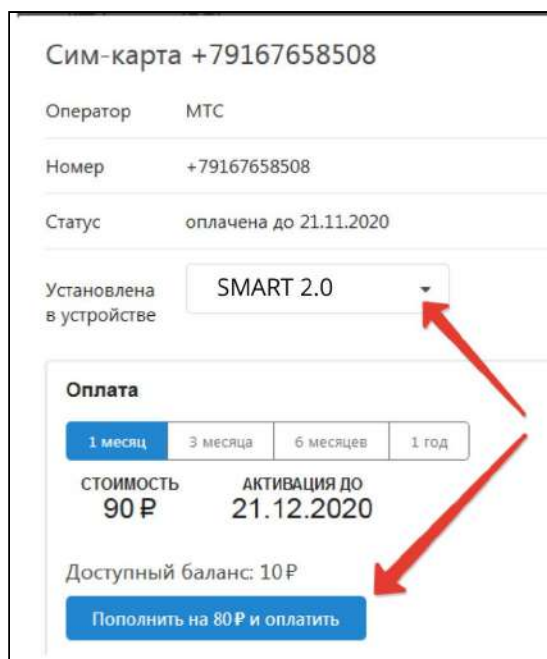 Сим-карта +79167658508
Оператор МТС
Номер +79167658508
Статус оплачена до 21.11.2020
Установлена в устройстве SMART 2.0
Оплата
1 месяц 3 месяца 6 месяцев 1 год
СТОИМОСТЬ АКТИВАЦИЯ ДО
90 ₽ 21.12.2020
Доступный баланс: 10 ₽
Пополнить на 80 ₽ и оплатить